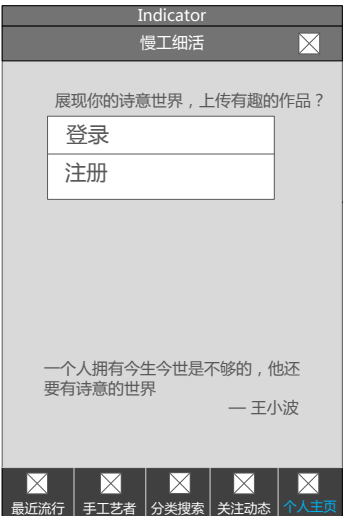 Indicator
慢工细活
展现你的诗意世界，上传有趣的作品？
登录
注册
一个人拥有今生今世是不够的，他还
要有诗意的世界
— 王小波
最近流行 手工艺者 分类搜索 关注动态 个人主页